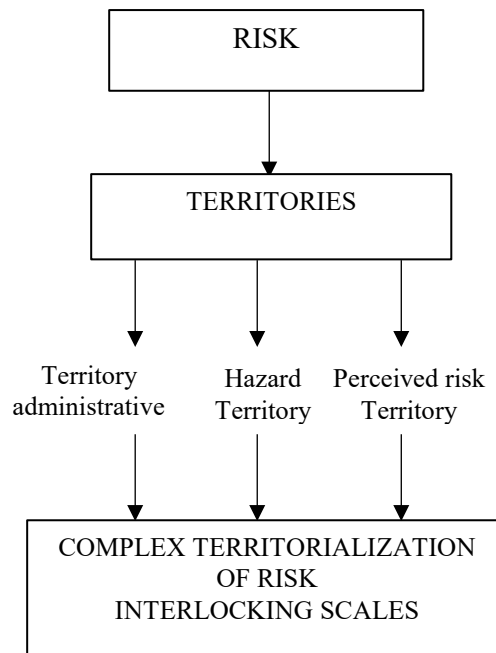 RISK
TERRITORIES
Territory
administrative
Hazard
Territory
Perceived risk
Territory
COMPLEX TERRITORIALIZATION
OF RISK
INTERLOCKING SCALES